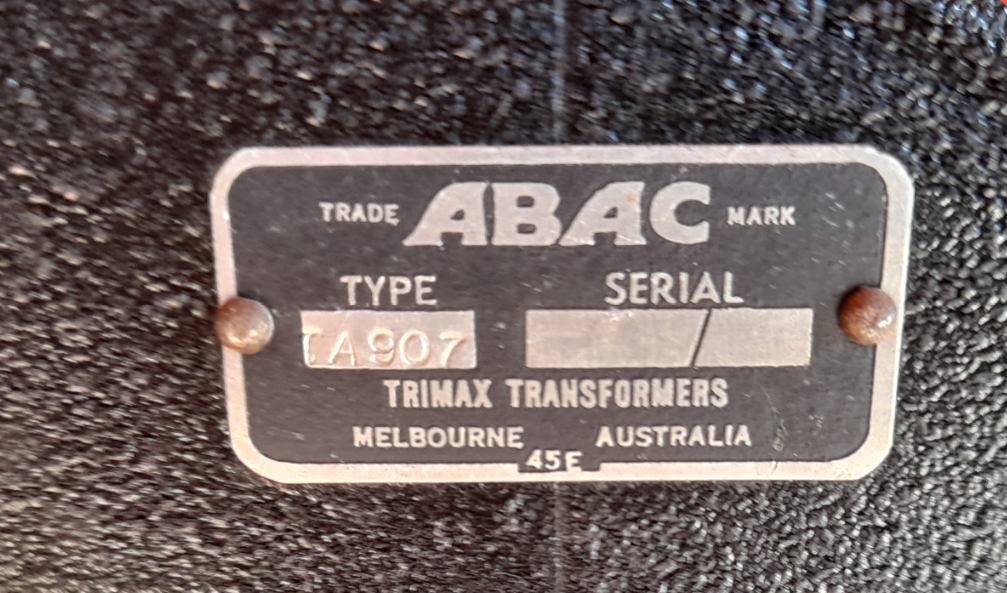 TRADE ABAC MARK
TYPE SERIAL
TA907 /
TRIMAX TRANSFORMERS
MELBOURNE AUSTRALIA
45E